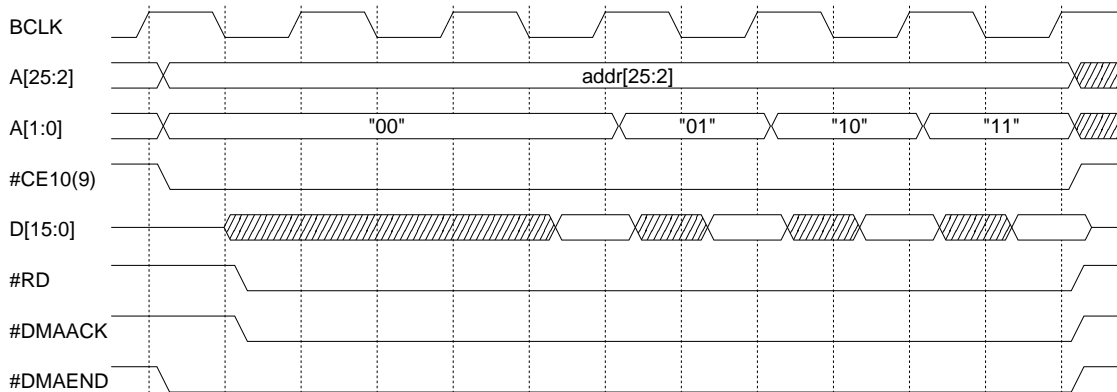 BCLK
A[25:2] addr[25:2]
A[1:0] "00" "01" "10" "11"
#CE10(9)
D[15:0]
#RD
#DMAACK
#DMAEND